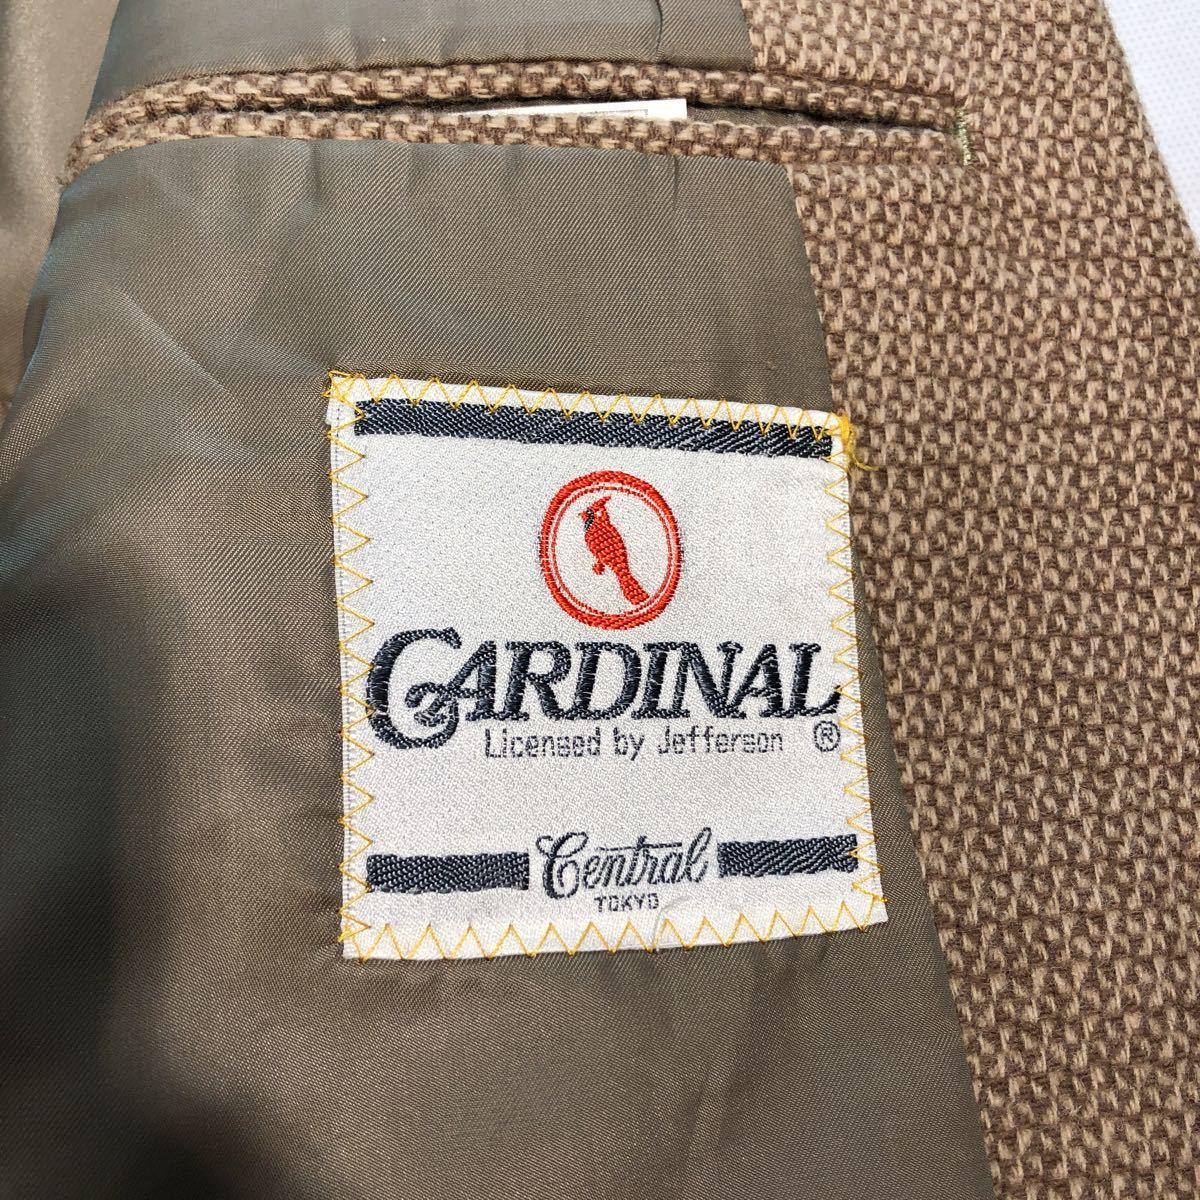 CARDINAL
Licensed by Jefferson ®
Central
TOKYO